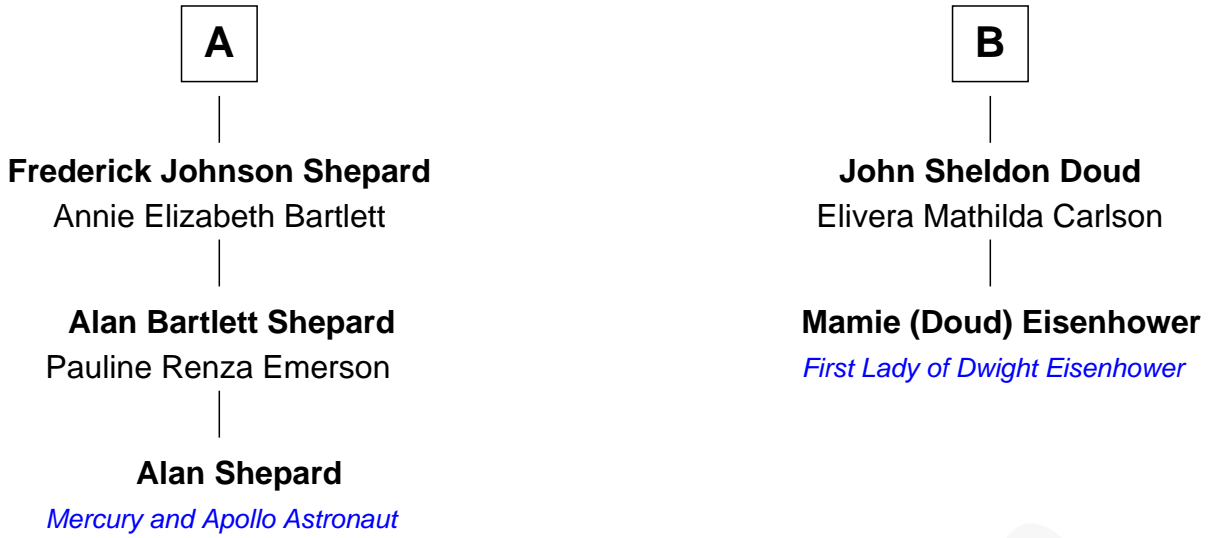 A
Frederick Johnson Shepard
Annie Elizabeth Bartlett
Alan Bartlett Shepard
Pauline Renza Emerson
Alan Shepard
Mercury and Apollo Astronaut
B
John Sheldon Doud
Elivera Mathilda Carlson
Mamie (Doud) Eisenhower
First Lady of Dwight Eisenhower